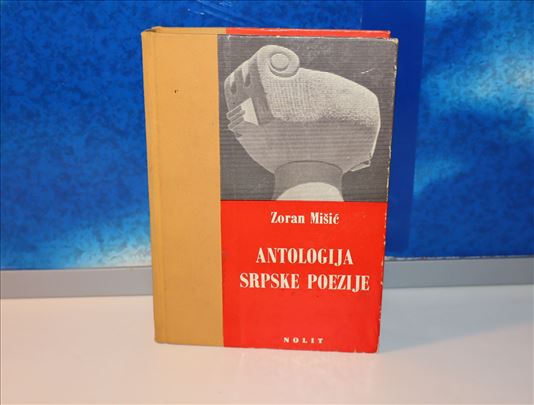 Zoran Mišić
ANTOLOGIJA
SRPSKE POEZIJE
NOLIT